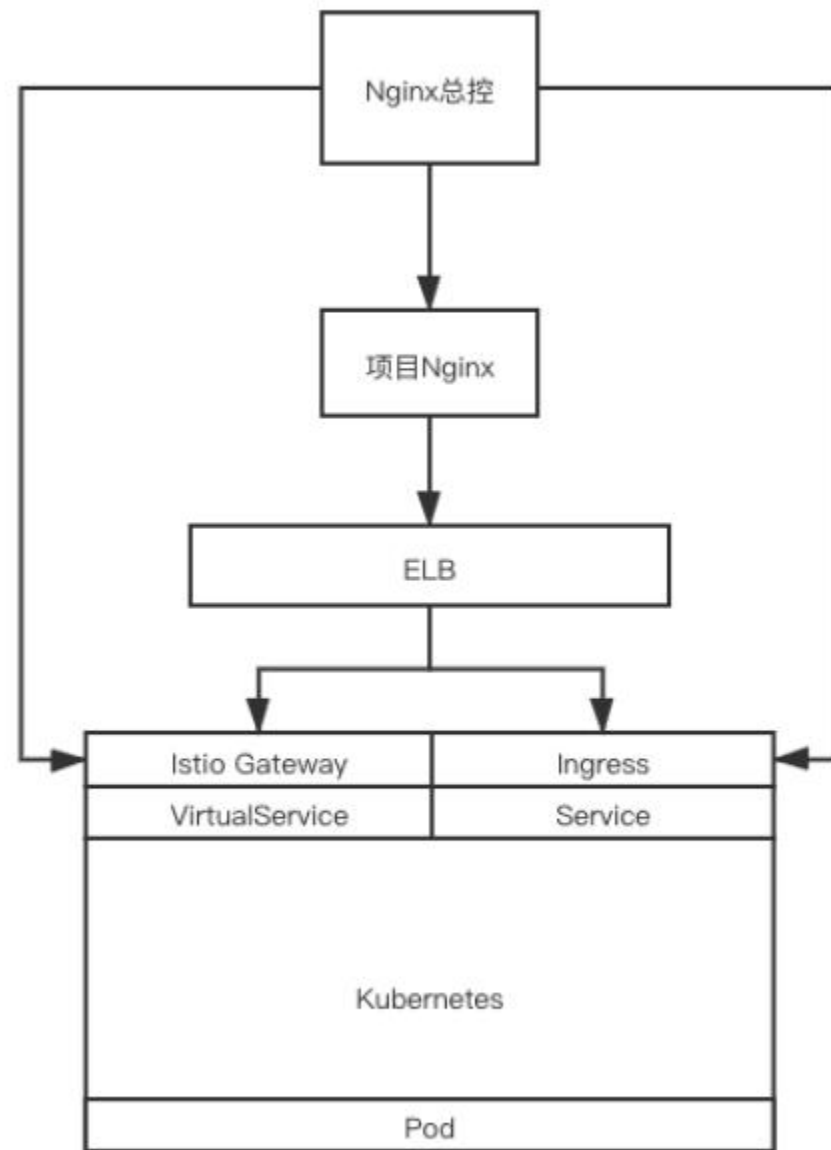 Nginx总控
项目Nginx
ELB
Istio Gateway
Ingress
VirtualService
Service
Kubernetes
Pod